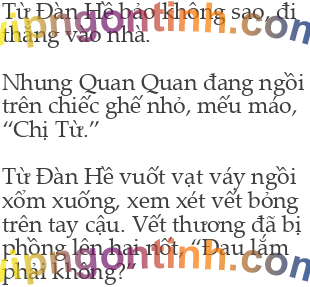 Từ Đàn Hề bảo không sao, đi
thẳng vào nhà.
Nhưng Quan Quan đang ngồi
trên chiếc ghế nhỏ, mếu máo,
“Chị Từ.”
Từ Đàn Hề vuốt vạt váy ngồi
xổm xuống, xem xét vết bỏng
trên tay cậu. Vết thương đã bị
phồng lên hai nốt, “Đau lắm
phải không?”